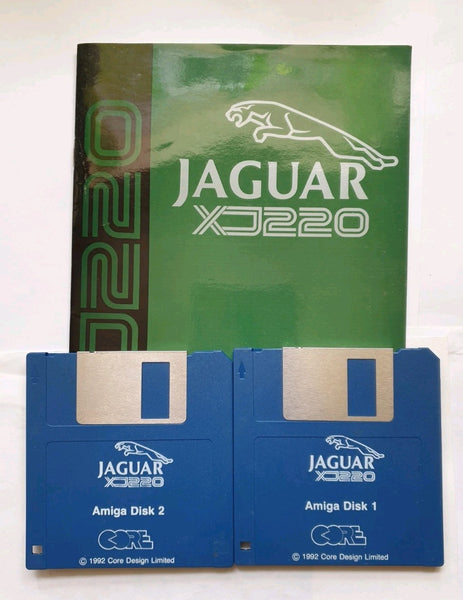 XJ220
JAGUAR
XJ220
JAGUAR
XJ220
Amiga Disk 2
CORE
© 1992 Core Design Limited
JAGUAR
XJ220
Amiga Disk 1
CORE
© 1992 Core Design Limited